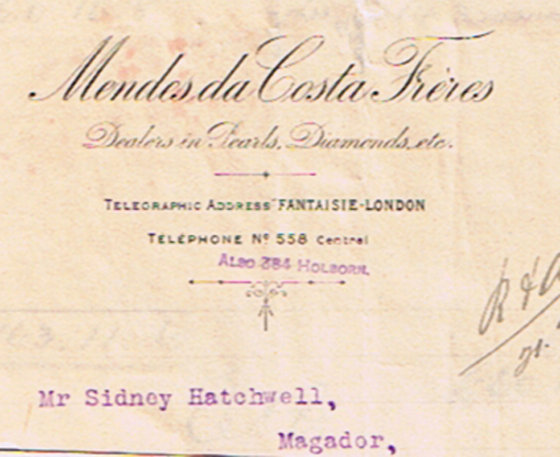 Mendes da Costa Frères
Dealers in Pearls, Diamonds, etc.
TELEGRAPHIC ADDRESS "FANTAISIE-LONDON
TELEPHONE Nº 558 Central
ALSO 384 HOLBORN.
Mr Sidney Hatchwell,
Magador,